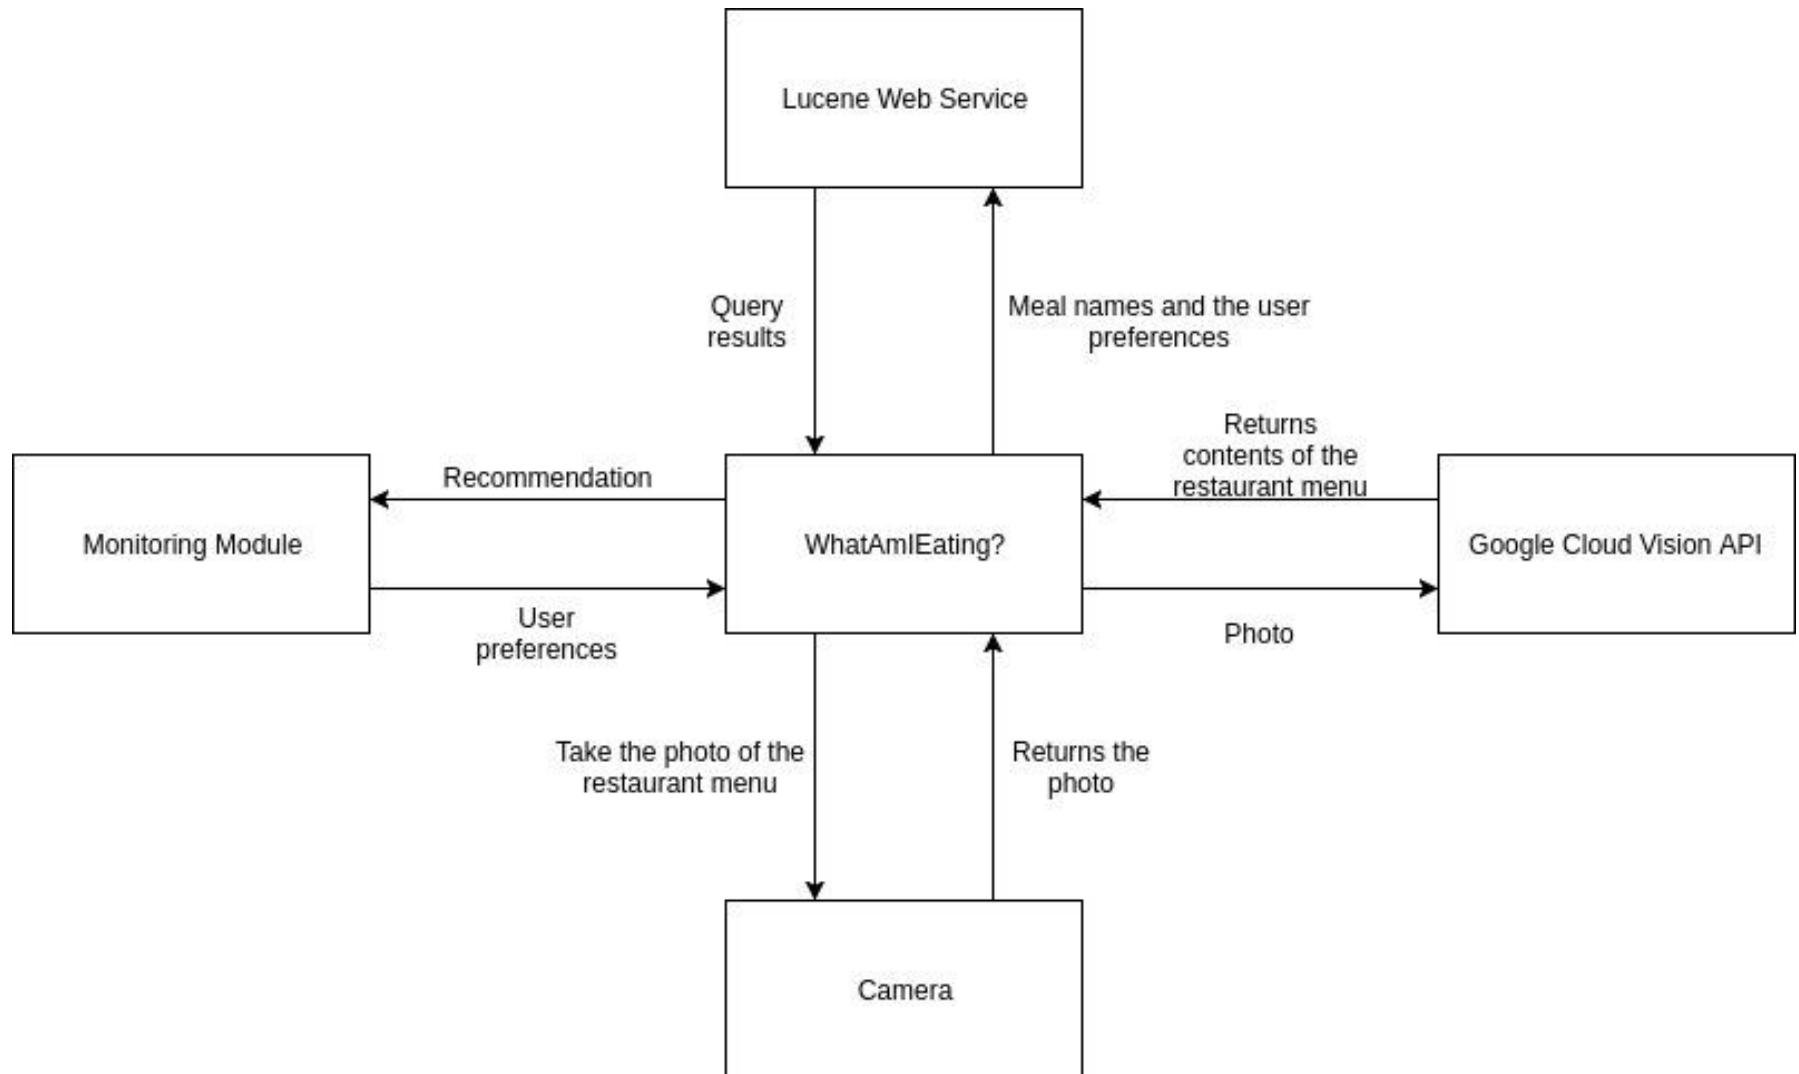 Lucene Web Service
Query
results
Meal names and the user
preferences
Returns
contents of the
restaurant menu
Recommendation
Monitoring Module
WhatAmIEating?
Google Cloud Vision API
User
preferences
Photo
Take the photo of the
restaurant menu
Returns the
photo
Camera